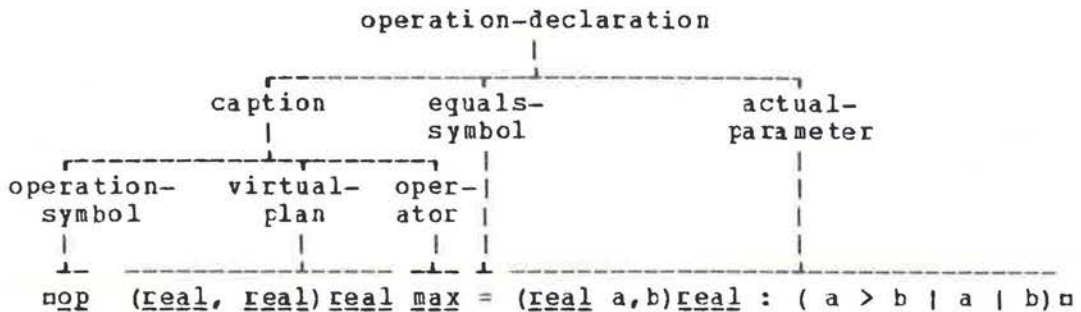 operation-declaration
caption equals- actual-
symbol parameter
operation- virtual- oper-
symbol plan ator
¤op (real, real)real max = (real a,b)real : ( a > b | a | b)¤